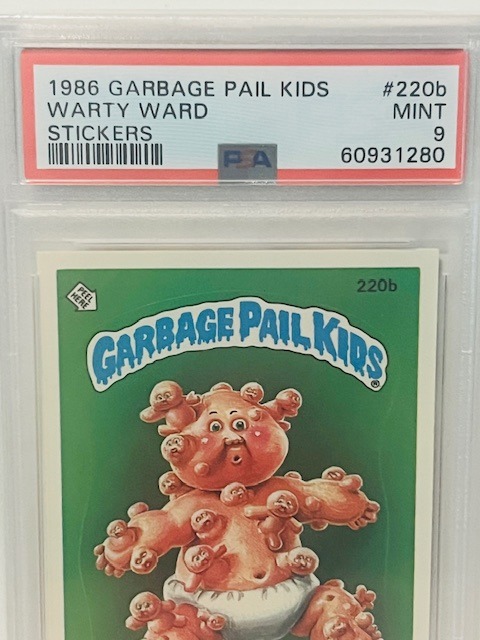 1986 GARBAGE PAIL KIDS #220b
WARTY WARD MINT
STICKERS 9
PSA 60931280
PEEL
HERE
220b
GARBAGE PAIL KIDS®